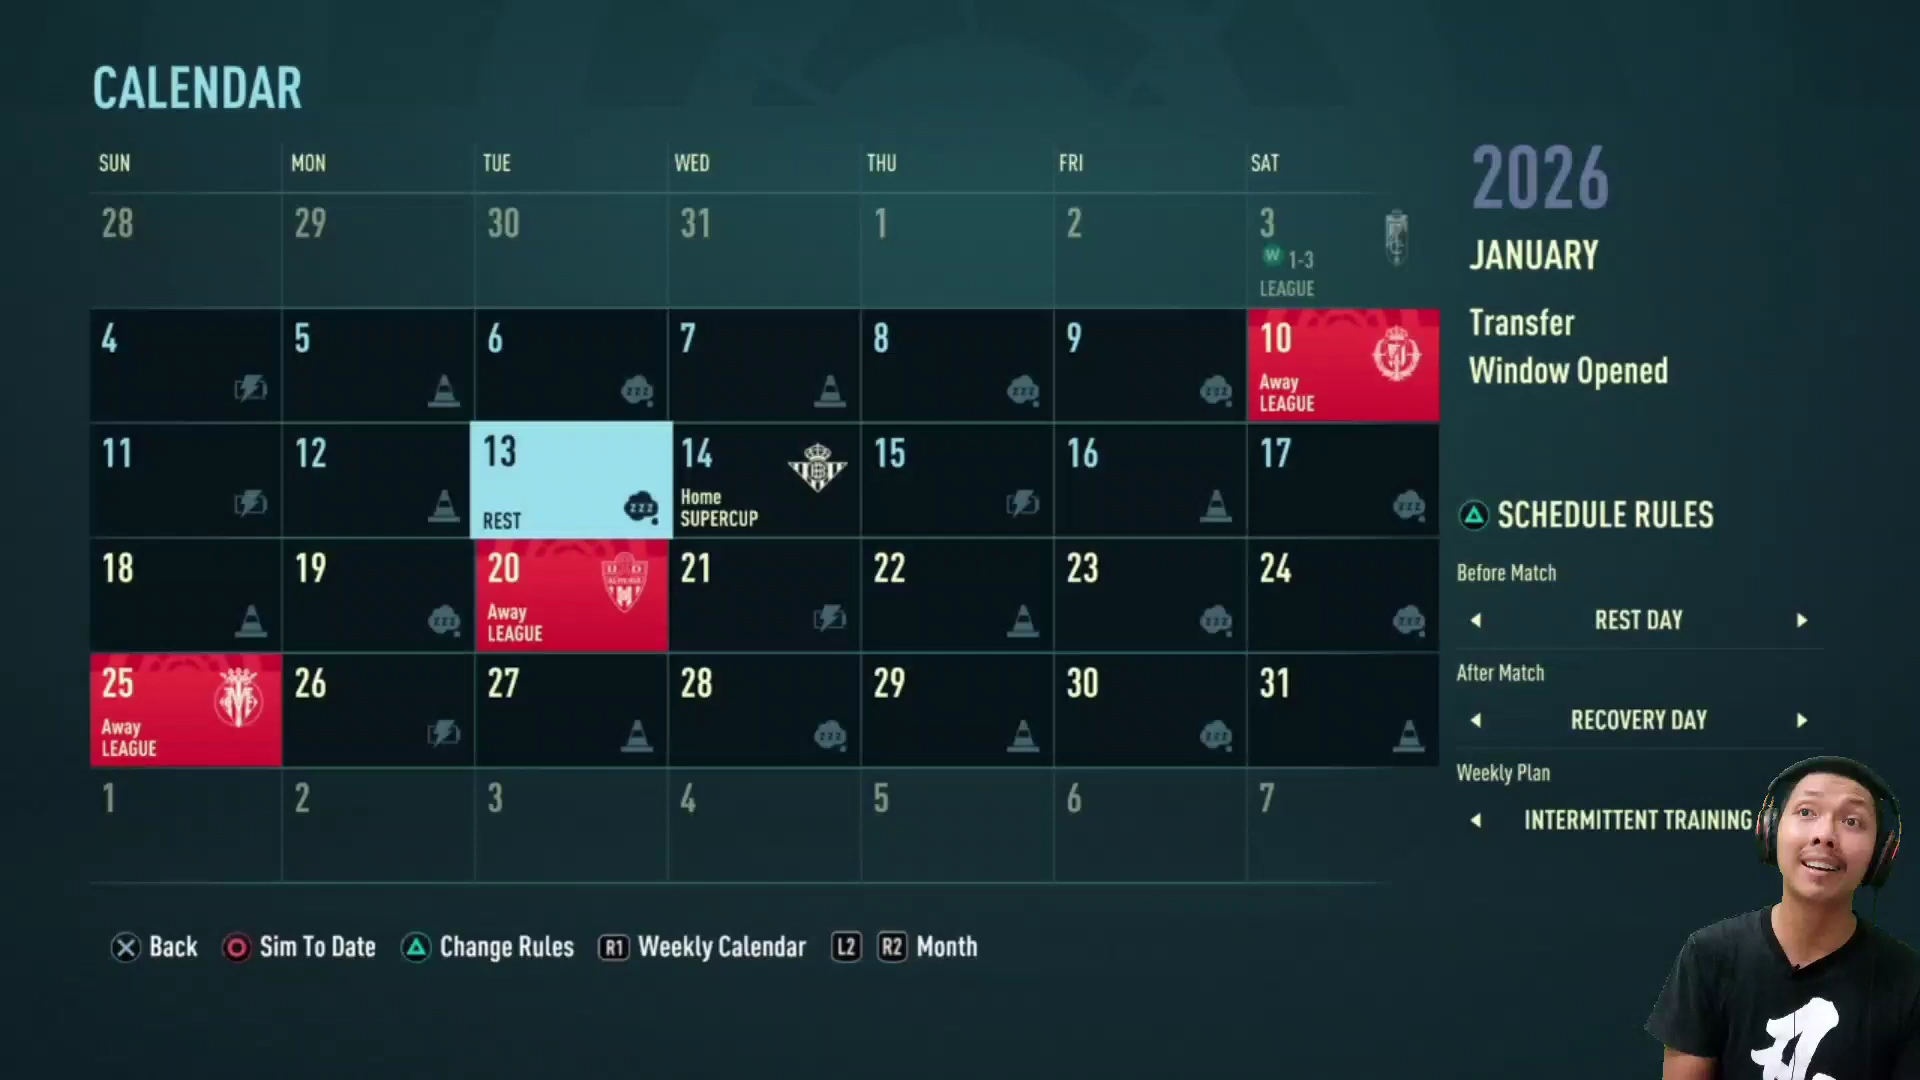 CALENDAR
SUN MON TUE WED THU FRI SAT
2026
JANUARY
Transfer
Window Opened
28 29 30 31 1 2 3
W 1-3
LEAGUE
4 5 6 7 8 9 10
Away
LEAGUE
11 12 13 14 15 16 17
REST
Home
SUPERCUP
18 19 20 21 22 23 24
Away
LEAGUE
25 26 27 28 29 30 31
Away
LEAGUE
1 2 3 4 5 6 7
SCHEDULE RULES
Before Match
REST DAY
After Match
RECOVERY DAY
Weekly Plan
INTERMITTENT TRAINING
Back Sim To Date Change Rules R1 Weekly Calendar L2 R2 Month